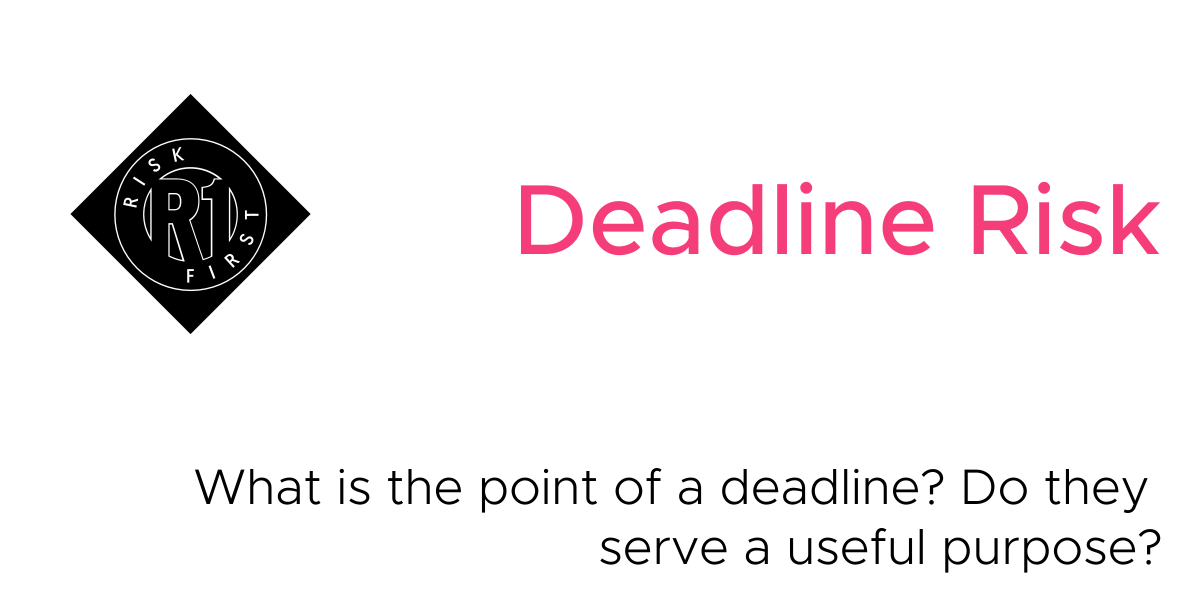 RISK
R1
FIRST
Deadline Risk
What is the point of a deadline? Do they
serve a useful purpose?